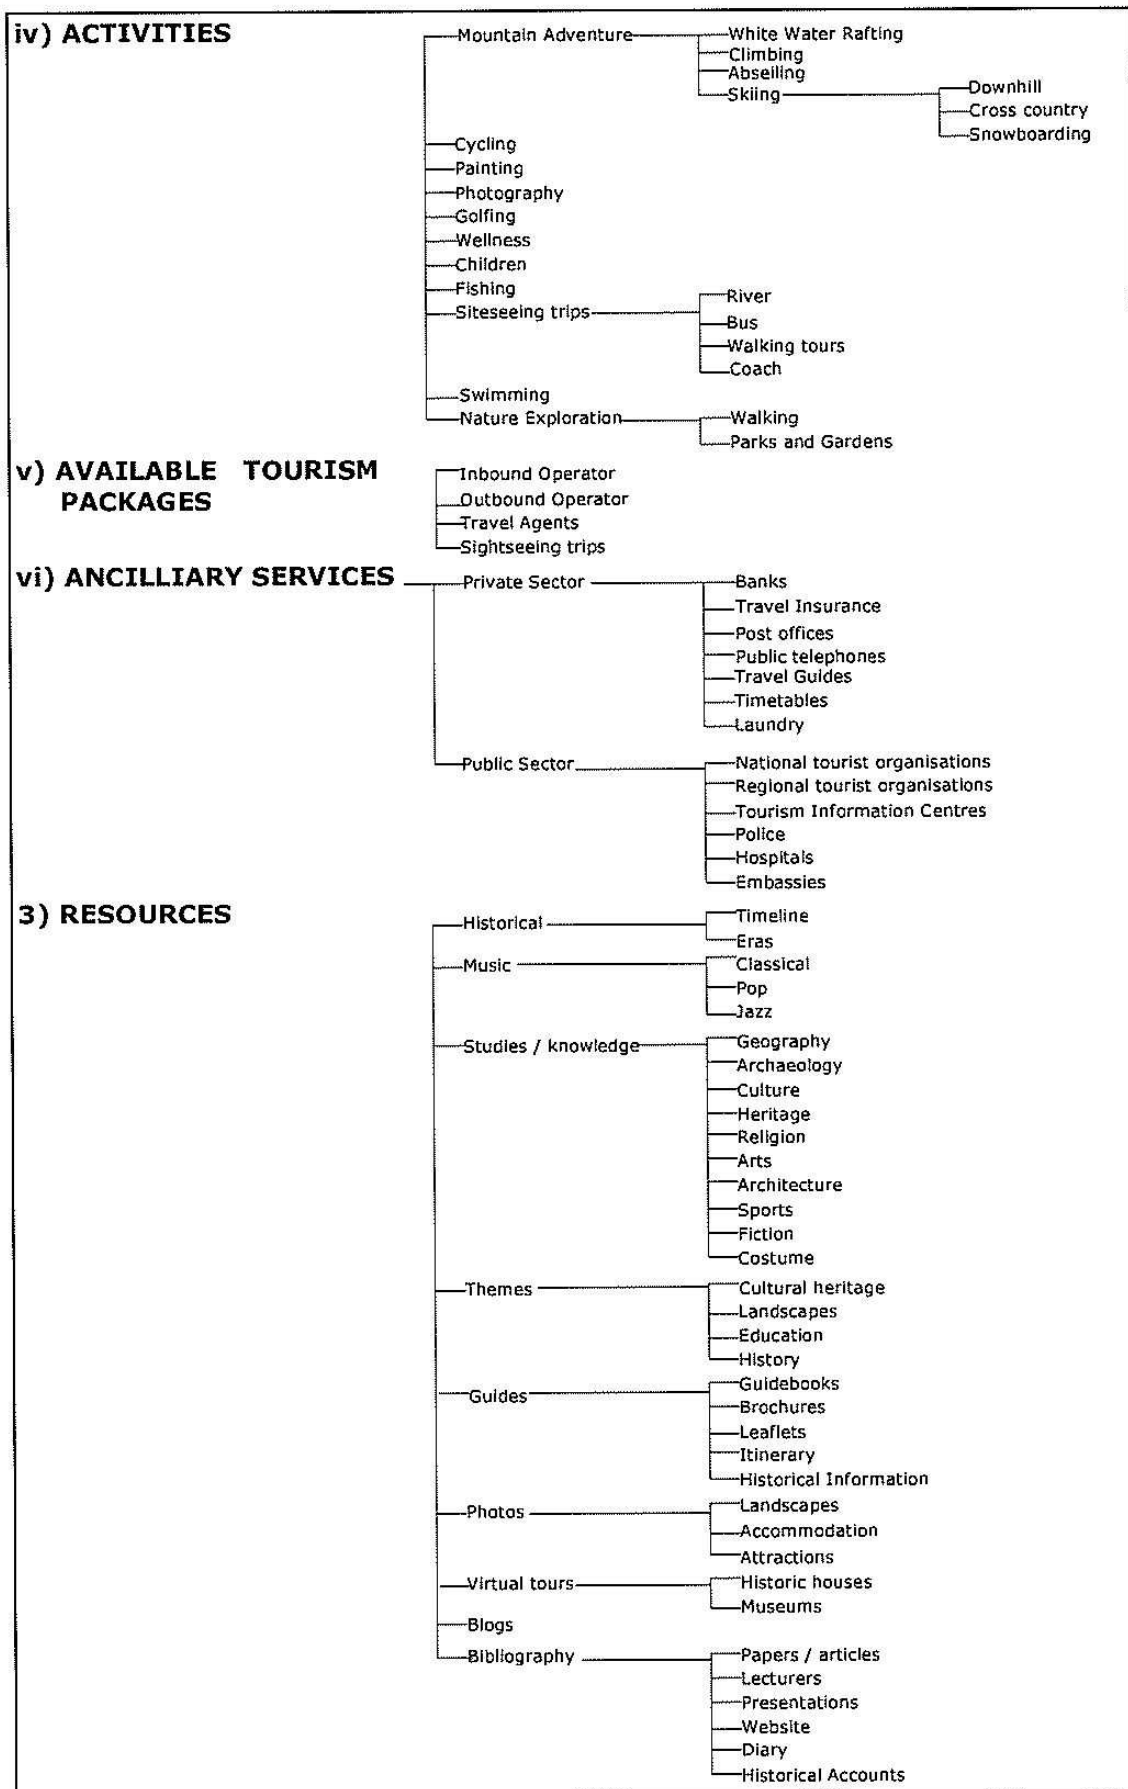 iv) ACTIVITIES
Mountain Adventure
White Water Rafting
Climbing
Abseiling
Skiing
Downhill
Cross country
Snowboarding
Cycling
Painting
Photography
Golfing
Wellness
Children
Fishing
Siteseeing trips
River
Bus
Walking tours
Coach
Swimming
Nature Exploration
Walking
Parks and Gardens
v) AVAILABLE TOURISM
PACKAGES
Inbound Operator
Outbound Operator
Travel Agents
Sightseeing trips
vi) ANCILLIARY SERVICES
Private Sector
Banks
Travel Insurance
Post offices
Public telephones
Travel Guides
Timetables
Laundry
Public Sector
National tourist organisations
Regional tourist organisations
Tourism Information Centres
Police
Hospitals
Embassies
3) RESOURCES
Historical
Timeline
Eras
Music
Classical
Pop
Jazz
Studies / knowledge
Geography
Archaeology
Culture
Heritage
Religion
Arts
Architecture
Sports
Fiction
Costume
Themes
Cultural heritage
Landscapes
Education
History
Guides
Guidebooks
Brochures
Leaflets
Itinerary
Historical Information
Photos
Landscapes
Accommodation
Attractions
Virtual tours
Historic houses
Museums
Blogs
Bibliography
Papers / articles
Lecturers
Presentations
Website
Diary
Historical Accounts